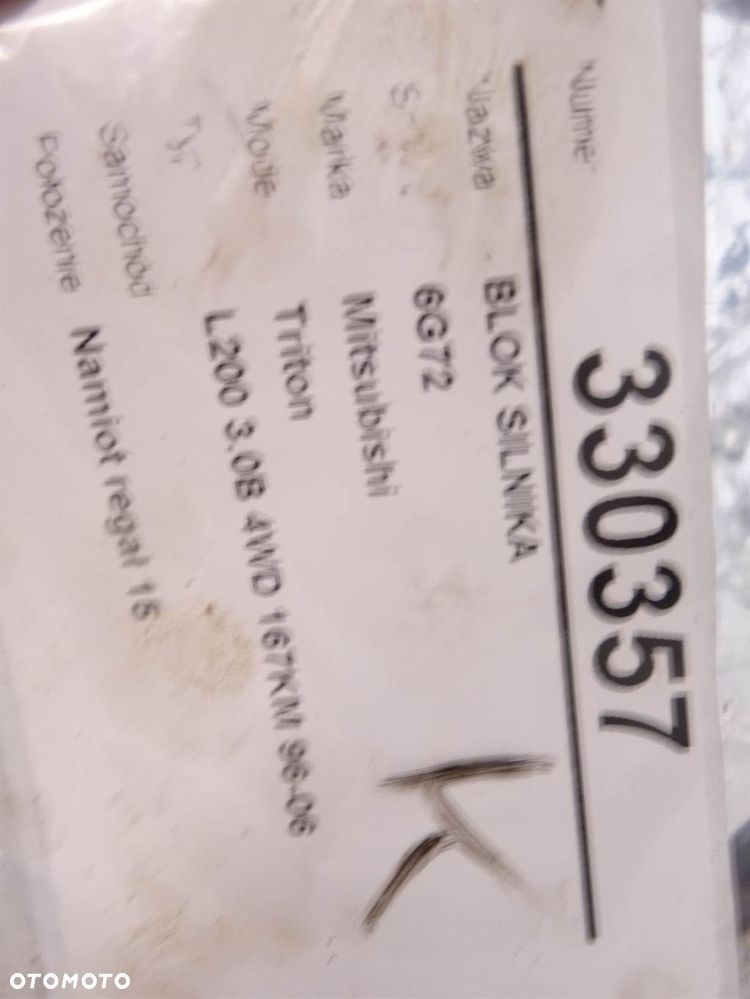 Numer 330357
Nazwa BLOK SILNIKA
6G72
Marka Mitsubishi
Model Triton
Typ L200 3.0B 4WD 167KM 96-06
Samochód
Położenie Namiot regał 15
K
OTOMOTO